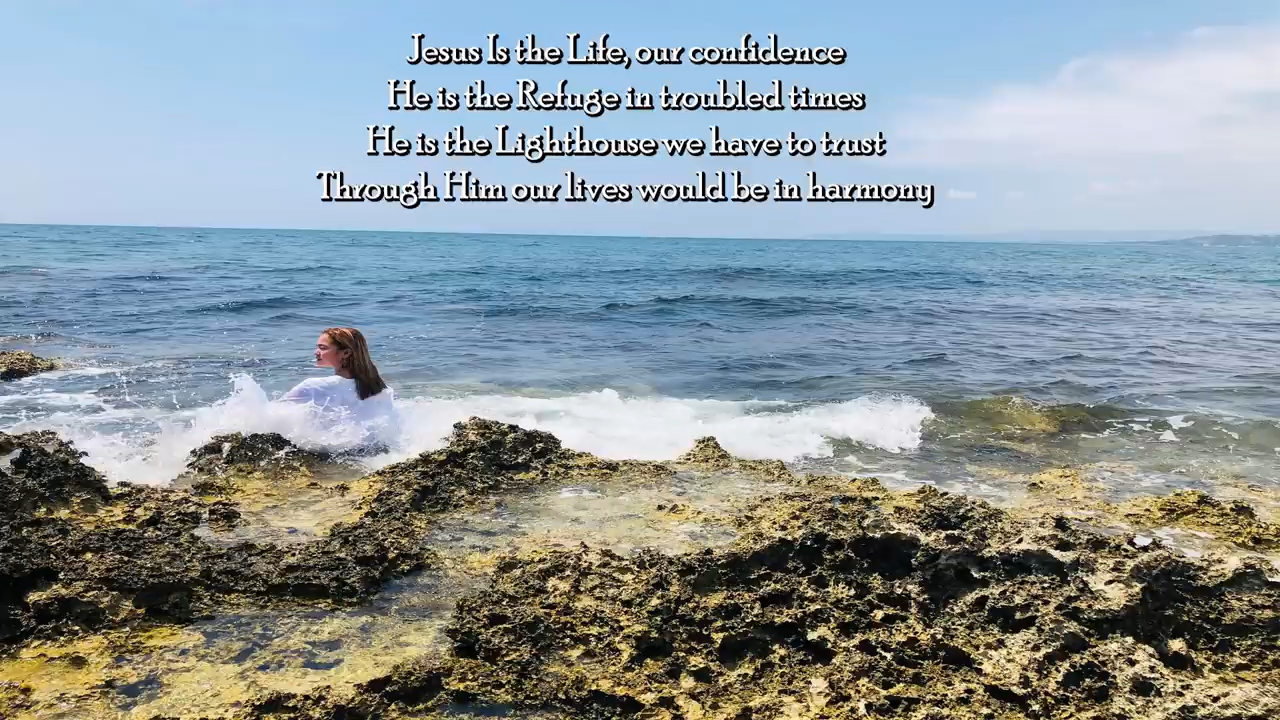 Jesus Is the Life, our confidence
He is the Refuge in troubled times
He is the Lighthouse we have to trust
Through Him our lives would be in harmony